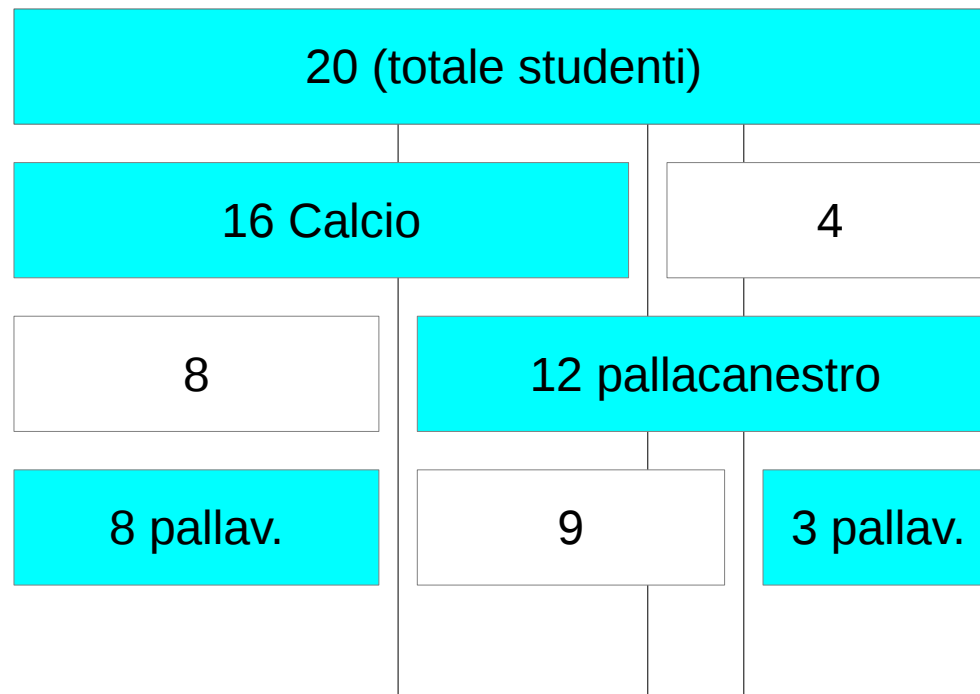 20 (totale studenti)
16 Calcio
4
8
12 pallacanestro
8 pallav.
9
3 pallav.